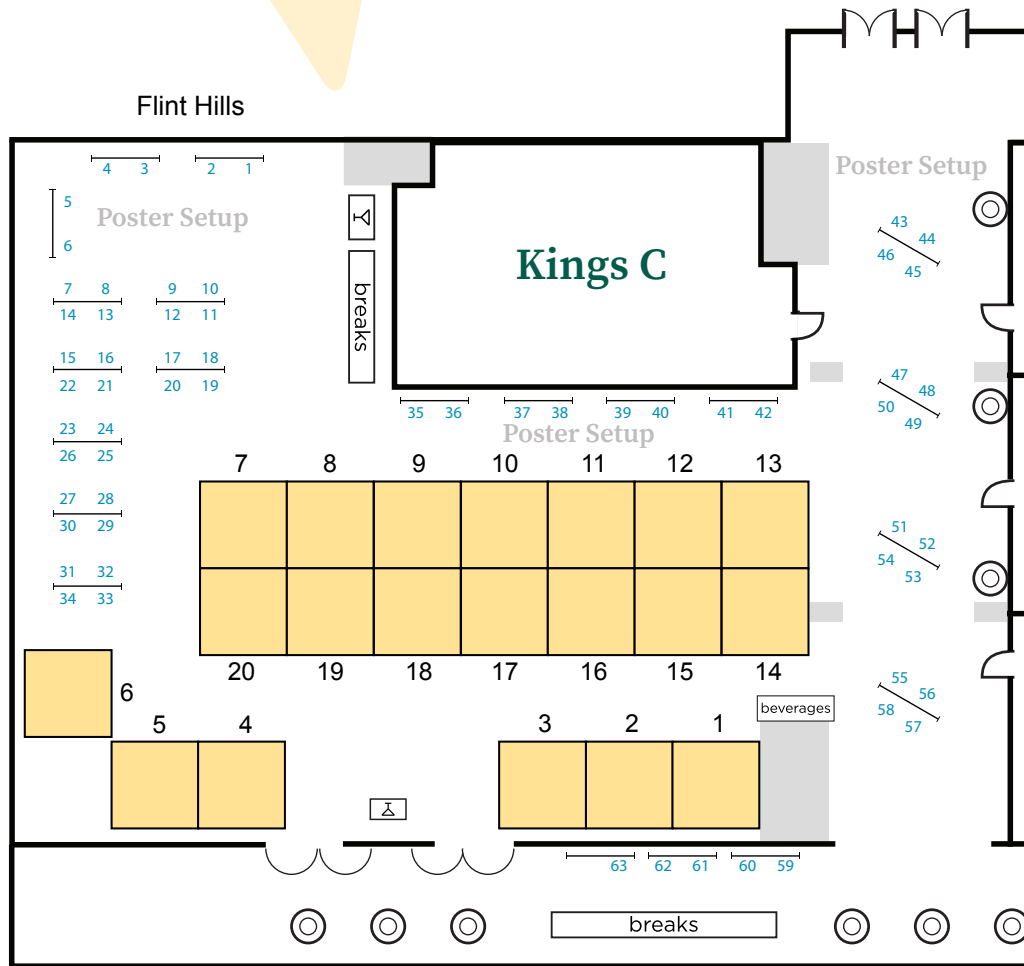 Flint Hills
4 3 2 1
Poster Setup
5
Poster Setup
6
43
44
46
45
Kings C
7 8 9 10
14 13 12 11
breaks
15 16 17 18
22 21 20 19
47
48
50
49
35 36 37 38 39 40 41 42
Poster Setup
23 24
26 25
7 8 9 10 11 12 13
27 28
30 29
51
52
54
53
31 32
34 33
20 19 18 17 16 15 14
6
55
56
58
57
beverages
5 4 3 2 1
63 62 61 60 59
breaks